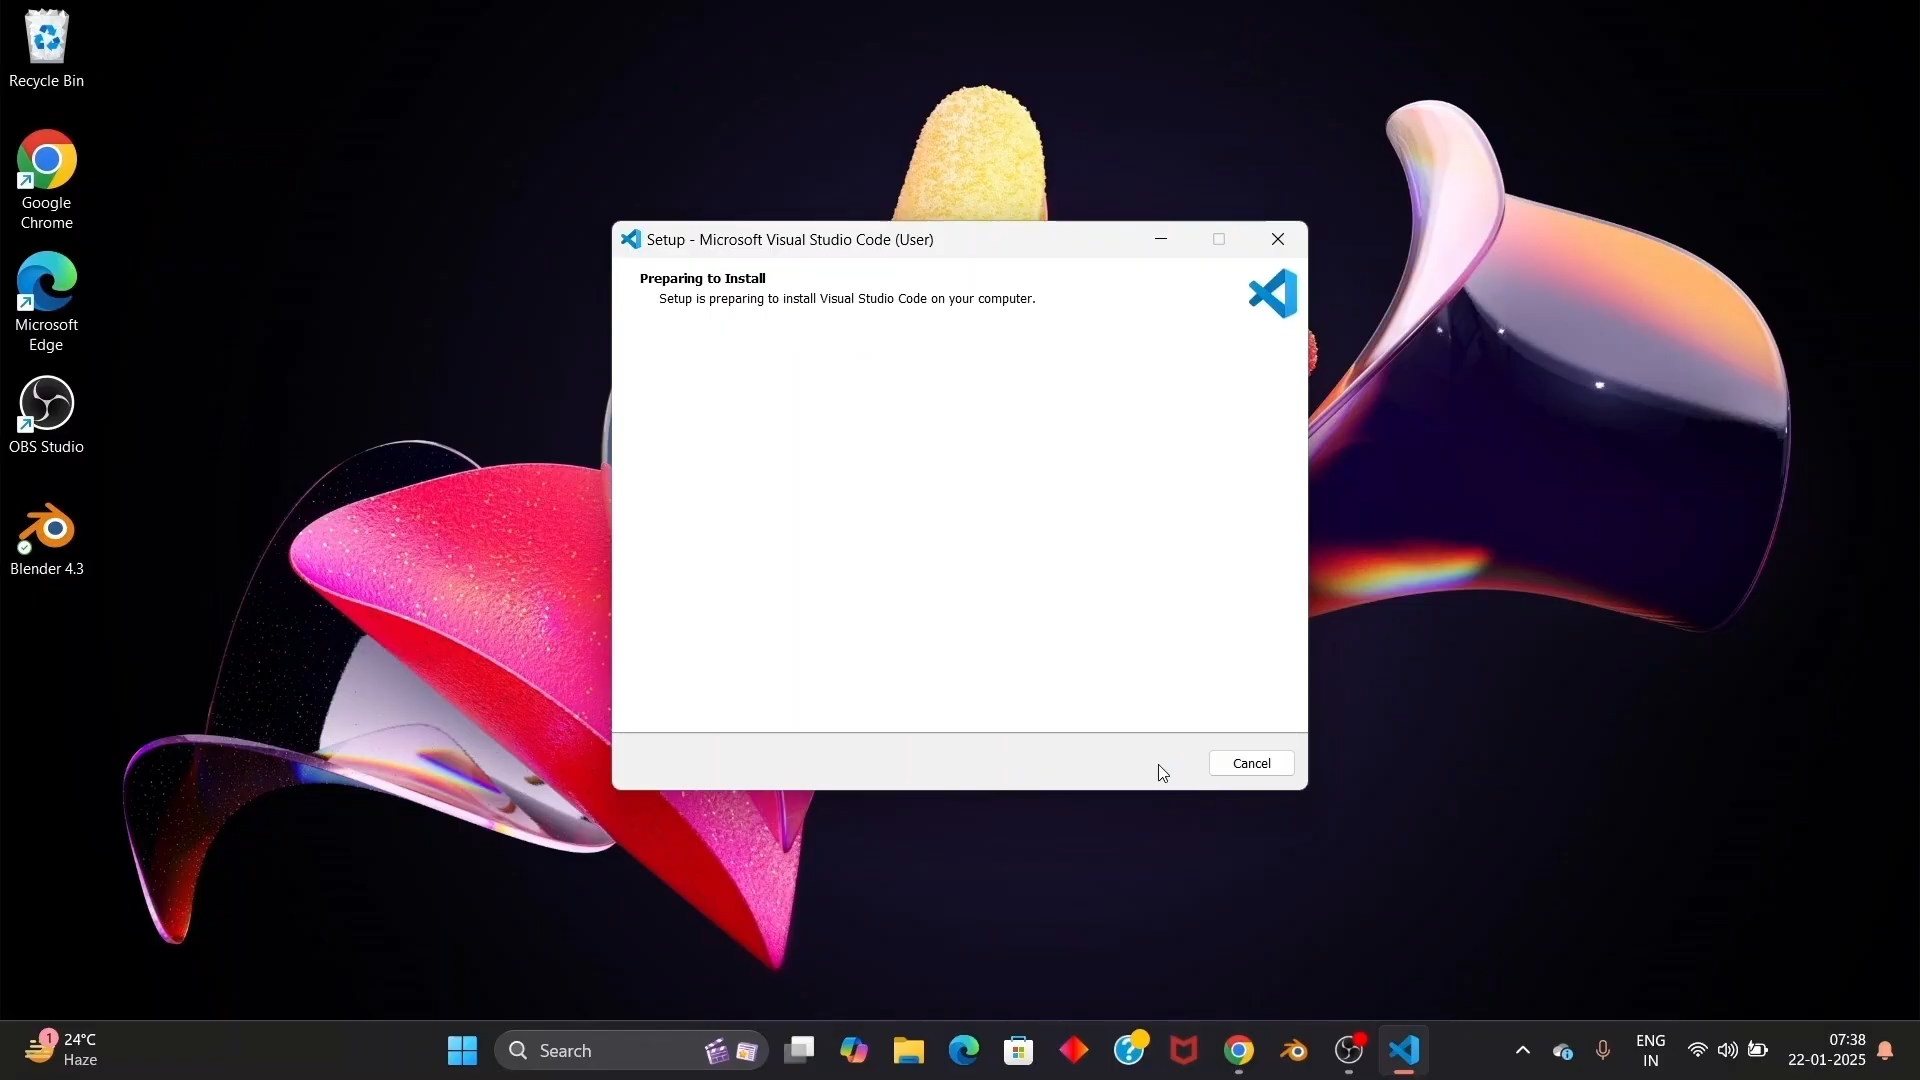 Recycle Bin
Google
Chrome
Microsoft
Edge
OBS Studio
Blender 4.3
Setup - Microsoft Visual Studio Code (User)
Preparing to Install
Setup is preparing to install Visual Studio Code on your computer.
Cancel
1
24°C
Haze
Search
ENG
IN
07:38
22-01-2025